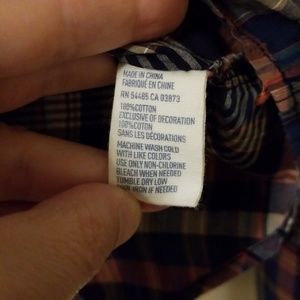 MADE IN CHINA
FABRIQUÉ EN CHINE
RN 54485 CA 03873
100%COTTON
EXCLUSIVE OF DECORATION
100%COTON
SANS LES DÉCORATIONS
MACHINE WASH COLD
WITH LIKE COLORS
USE ONLY NON-CHLORINE
BLEACH WHEN NEEDED
TUMBLE DRY LOW
IRON IF NEEDED